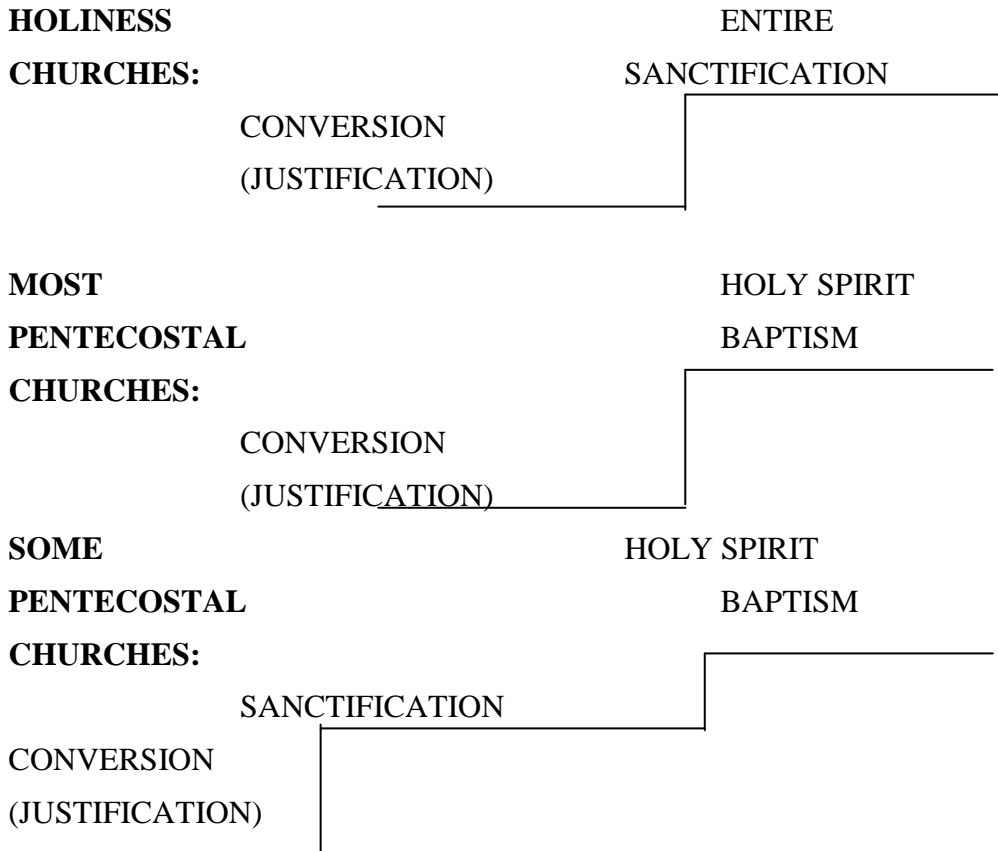 HOLINESS ENTIRE
CHURCHES: SANCTIFICATION
CONVERSION
(JUSTIFICATION)
MOST HOLY SPIRIT
PENTECOSTAL BAPTISM
CHURCHES:
CONVERSION
(JUSTIFICATION)
SOME HOLY SPIRIT
PENTECOSTAL BAPTISM
CHURCHES:
SANCTIFICATION
CONVERSION
(JUSTIFICATION)